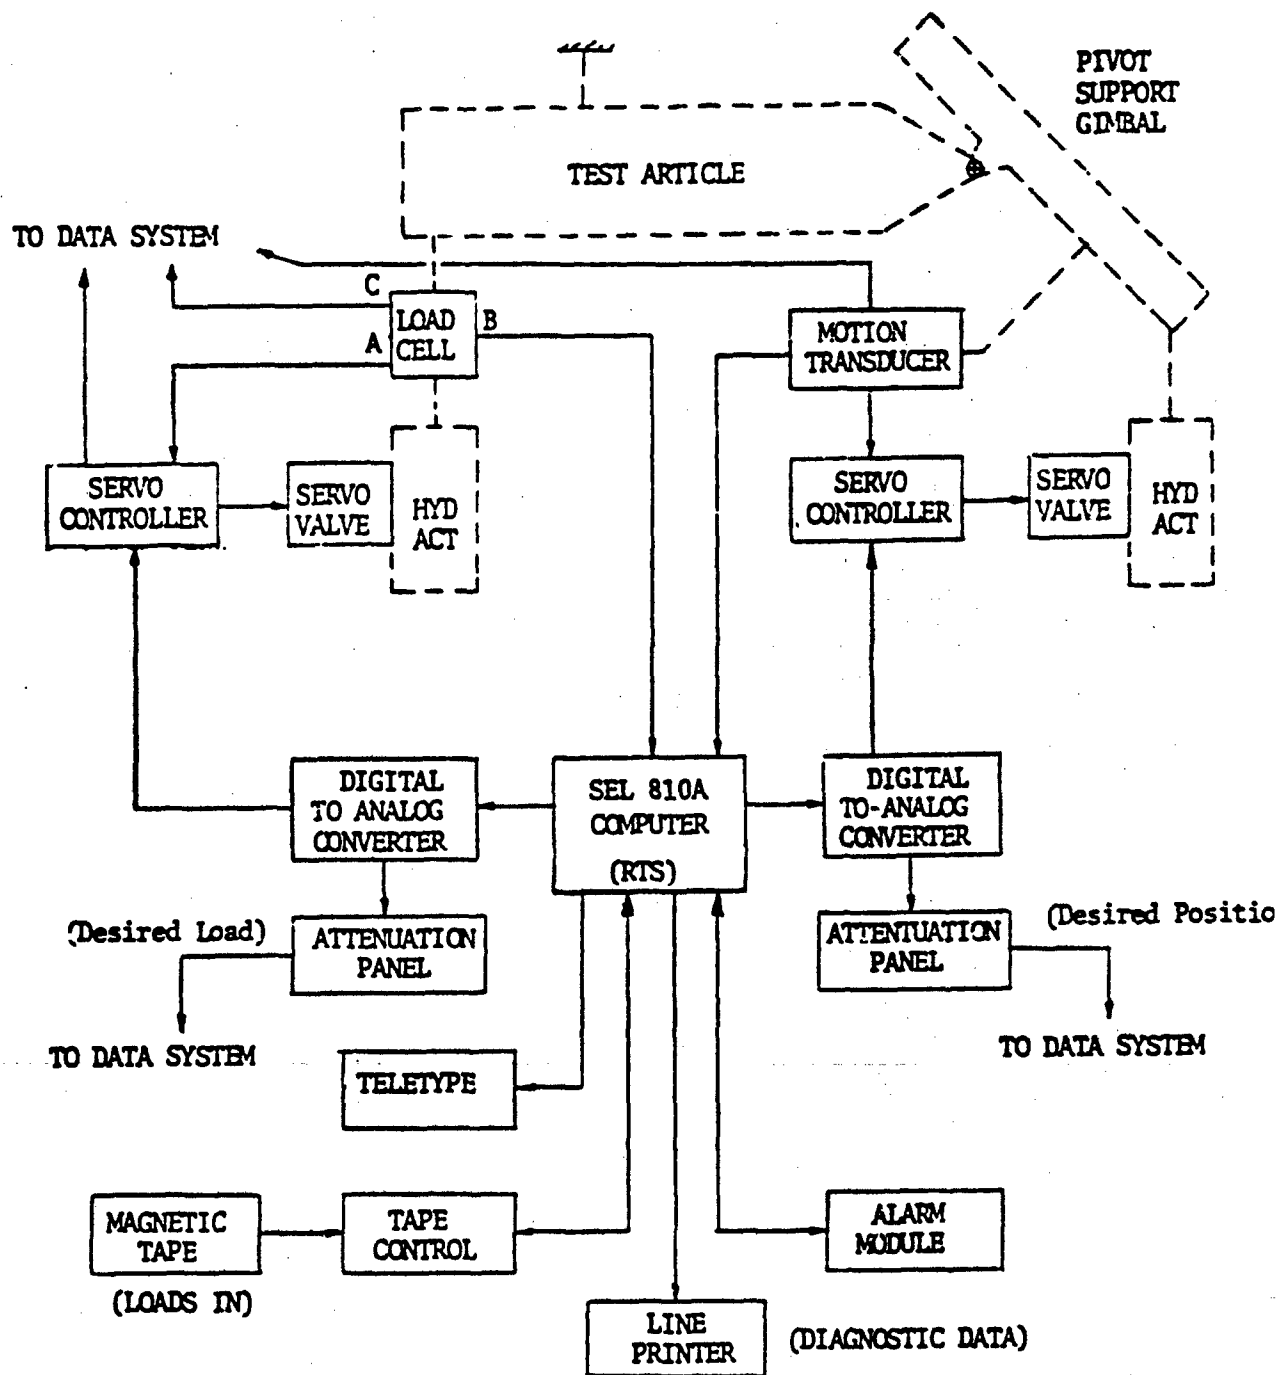 PIVOT
SUPPORT
GIMBAL
TEST ARTICLE
TO DATA SYSTEM
C
LOAD
CELL
A
B
MOTION
TRANSDUCER
SERVO
CONTROLLER
SERVO
VALVE
HYD
ACT
SERVO
CONTROLLER
SERVO
VALVE
HYD
ACT
DIGITAL
TO ANALOG
CONVERTER
SEL 810A
COMPUTER
(RTS)
DIGITAL
TO-ANALOG
CONVERTER
(Desired Load)
ATTENUATION
PANEL
ATTENTUATION
PANEL
(Desired Positio
TO DATA SYSTEM
TO DATA SYSTEM
TELETYPE
MAGNETIC
TAPE
(LOADS IN)
TAPE
CONTROL
ALARM
MODULE
LINE
PRINTER
(DIAGNOSTIC DATA)